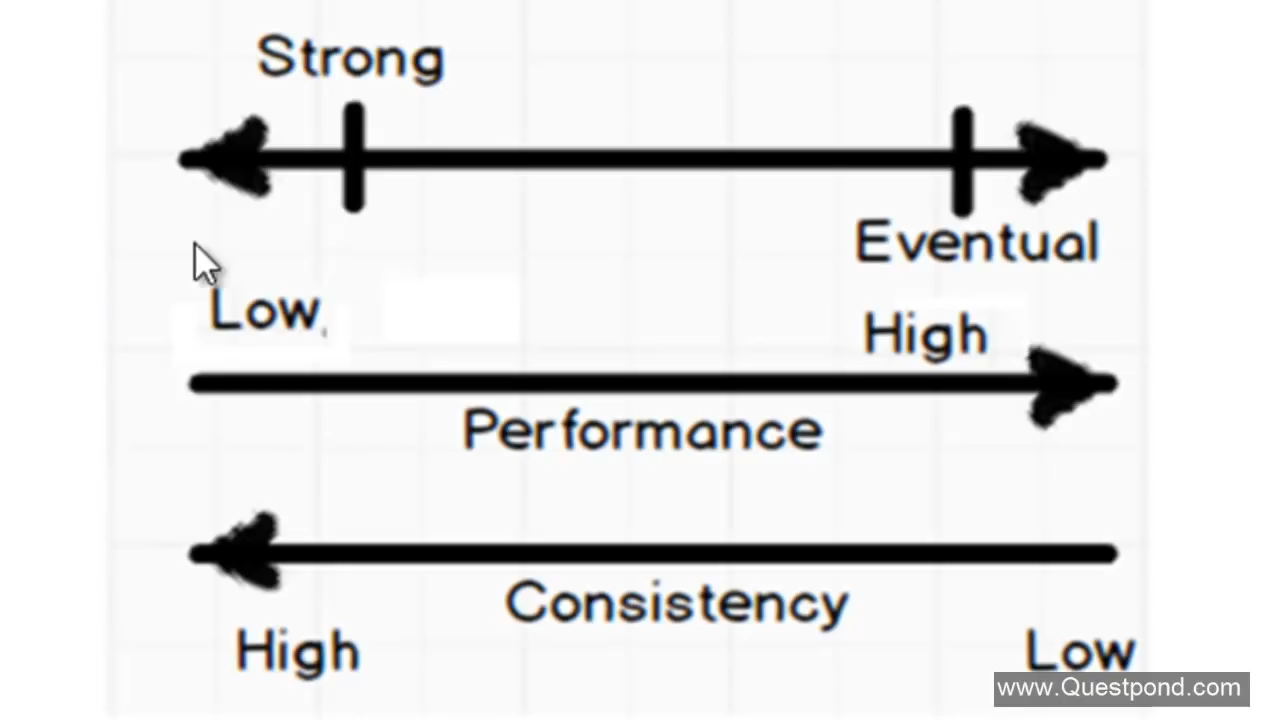 Strong
Eventual
Low
High
Performance
Consistency
High
Low
www.Questpond.com